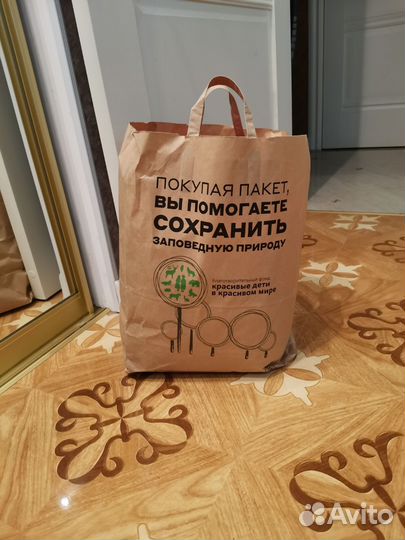 ПОКУПАЯ ПАКЕТ,
ВЫ ПОМОГАЕТЕ
СОХРАНИТЬ
ЗАПОВЕДНУЮ ПРИРОДУ
Благотворительный фонд
красивые дети
в красивом мире
Avito